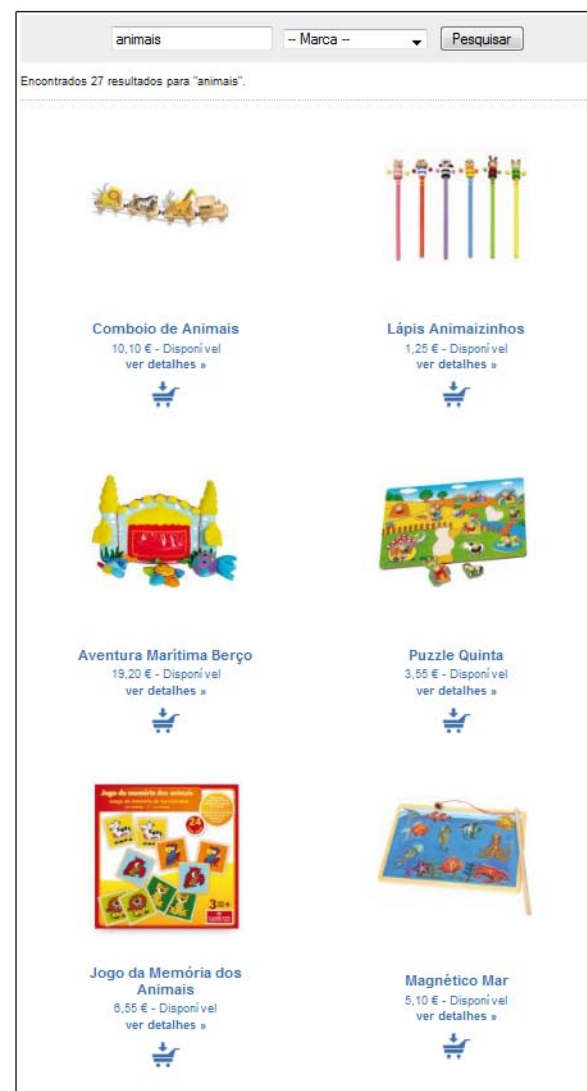 animais
-- Marca --
Pesquisar
Encontrados 27 resultados para "animais".
Comboio de Animais
10,10 € - Disponível
ver detalhes »
Lápis Animaizinhos
1,25 € - Disponível
ver detalhes »
Aventura Marítima Berço
19,20 € - Disponível
ver detalhes »
Puzzle Quinta
3,55 € - Disponível
ver detalhes »
Jogo da memória dos animais
24
3
Jogo da Memória dos
Animais
6,55 € - Disponível
ver detalhes »
Magnético Mar
5,10 € - Disponível
ver detalhes »